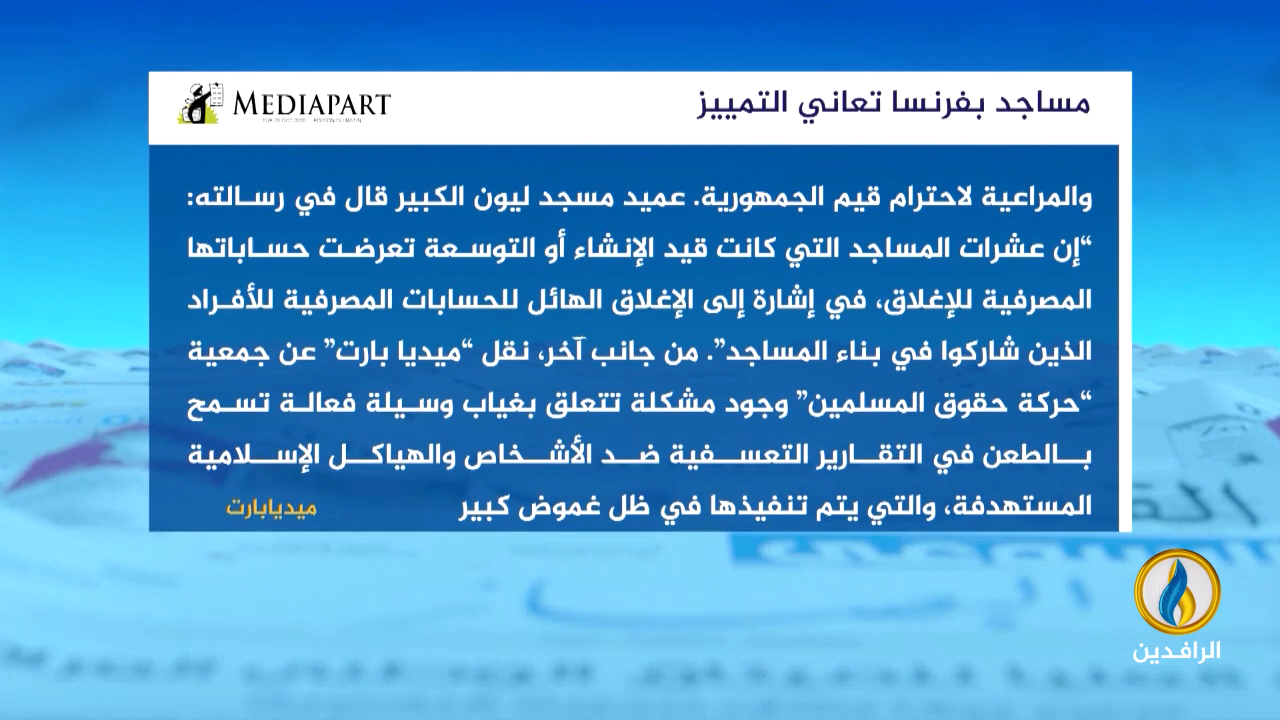 مساجد بفرنسا تعاني التمييز
MEDIAPART
والمراعية لاحترام قيم الجمهورية. عميد مسجد ليون الكبير قال في رسالته:
“إن عشرات المساجد التي كانت قيد الإنشاء أو التوسعة تعرضت حساباتها
المصرفية للإغلاق، في إشارة إلى الإغلاق الهائل للحسابات المصرفية للأفراد
الذين شاركوا في بناء المساجد”. من جانب آخر، نقل “ميديا بارت” عن جمعية
“حركة حقوق المسلمين” وجود مشكلة تتعلق بغياب وسيلة فعالة تسمح
بالطعن في التقارير التعسفية ضد الأشخاص والهياكل الإسلامية
المستهدفة، والتي يتم تنفيذها في ظل غموض كبير
ميديابارت
الرافدين